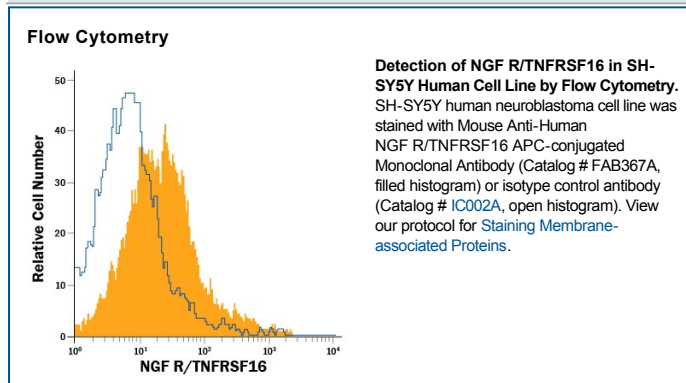 Flow Cytometry
Detection of NGF R/TNFRSF16 in SH-
SY5Y Human Cell Line by Flow Cytometry.
SH-SY5Y human neuroblastoma cell line was
stained with Mouse Anti-Human
NGF R/TNFRSF16 APC-conjugated
Monoclonal Antibody (Catalog # FAB367A,
filled histogram) or isotype control antibody
(Catalog # IC002A, open histogram). View
our protocol for Staining Membrane-
associated Proteins.
Relative Cell Number
50
40
30
20
10
0
10⁰ 10¹ 10² 10³ 10⁴
NGF R/TNFRSF16